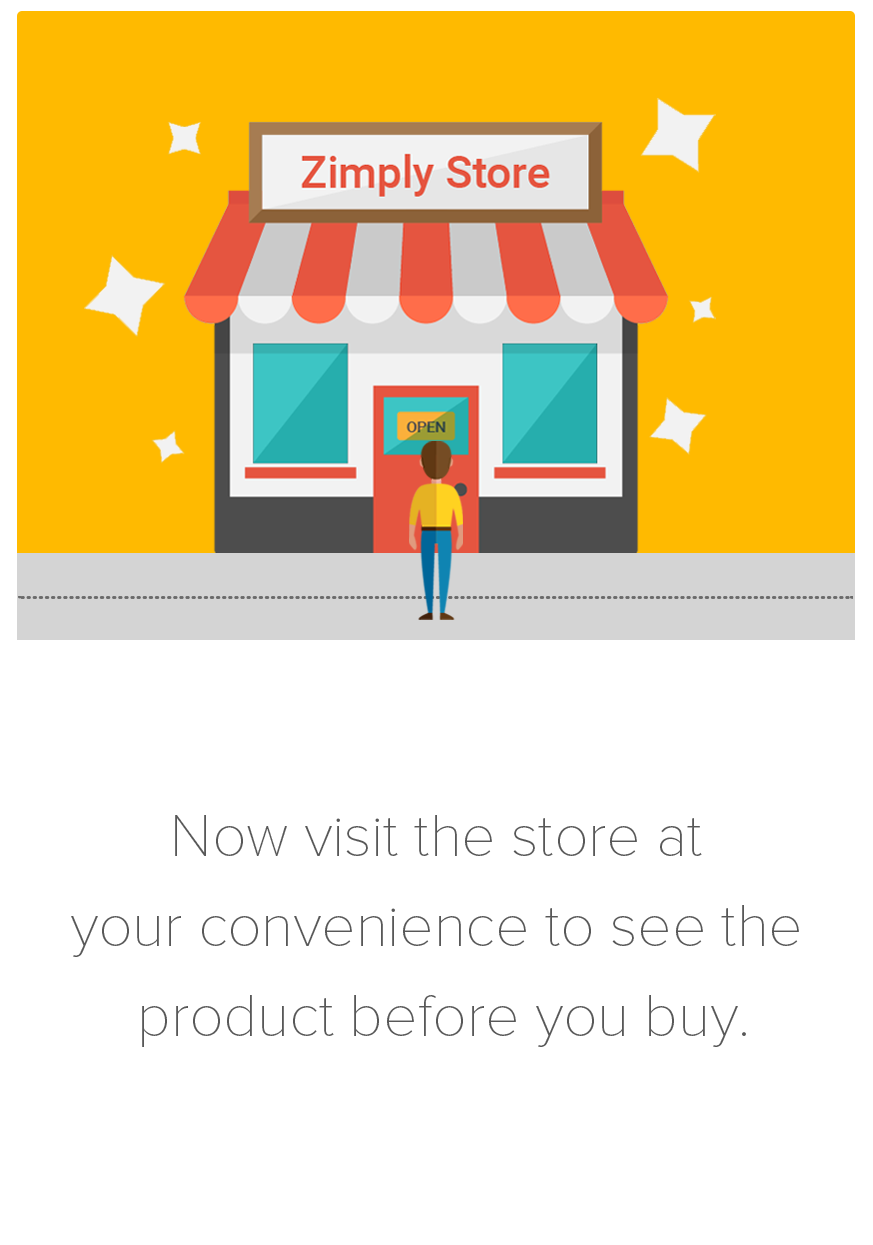 Zimply Store
OPEN
Now visit the store at
your convenience to see the
product before you buy.